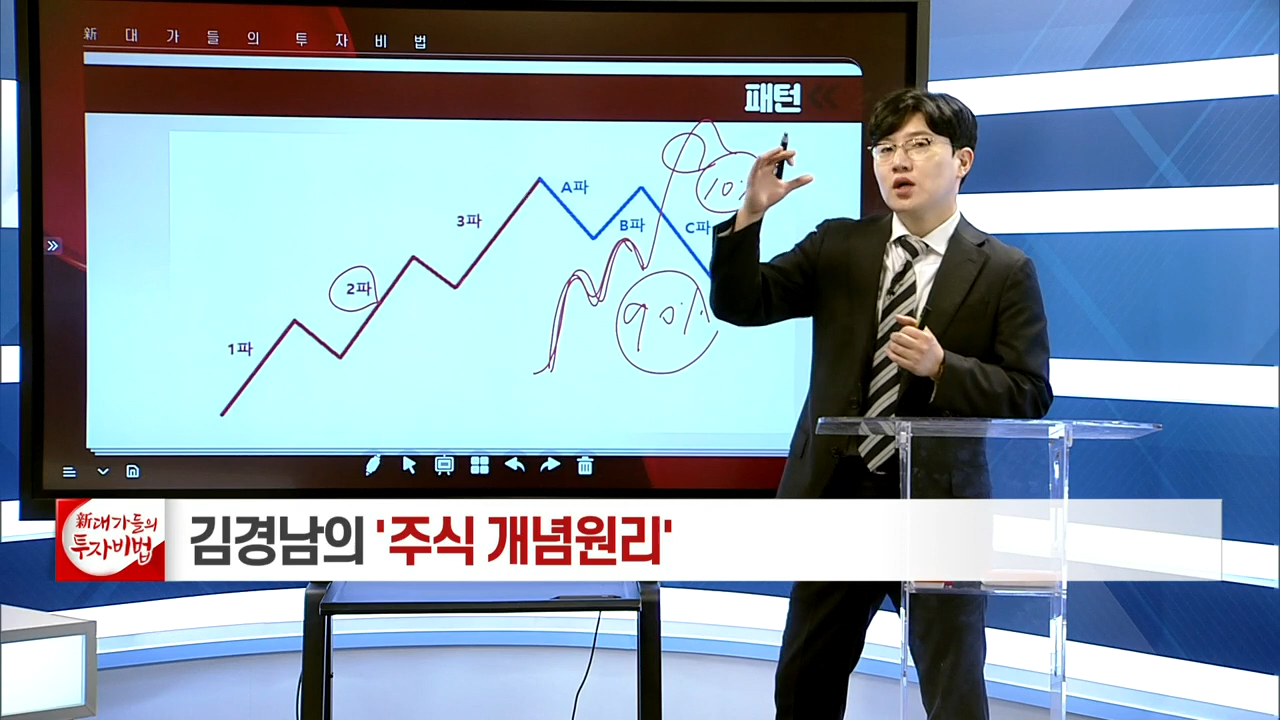 新 대 가 들 의 투 자 비 법
패턴
A파
3파
B파
C파
2파
1파
10%
90%
新 대가들의
투자비법
김경남의 '주식 개념원리'